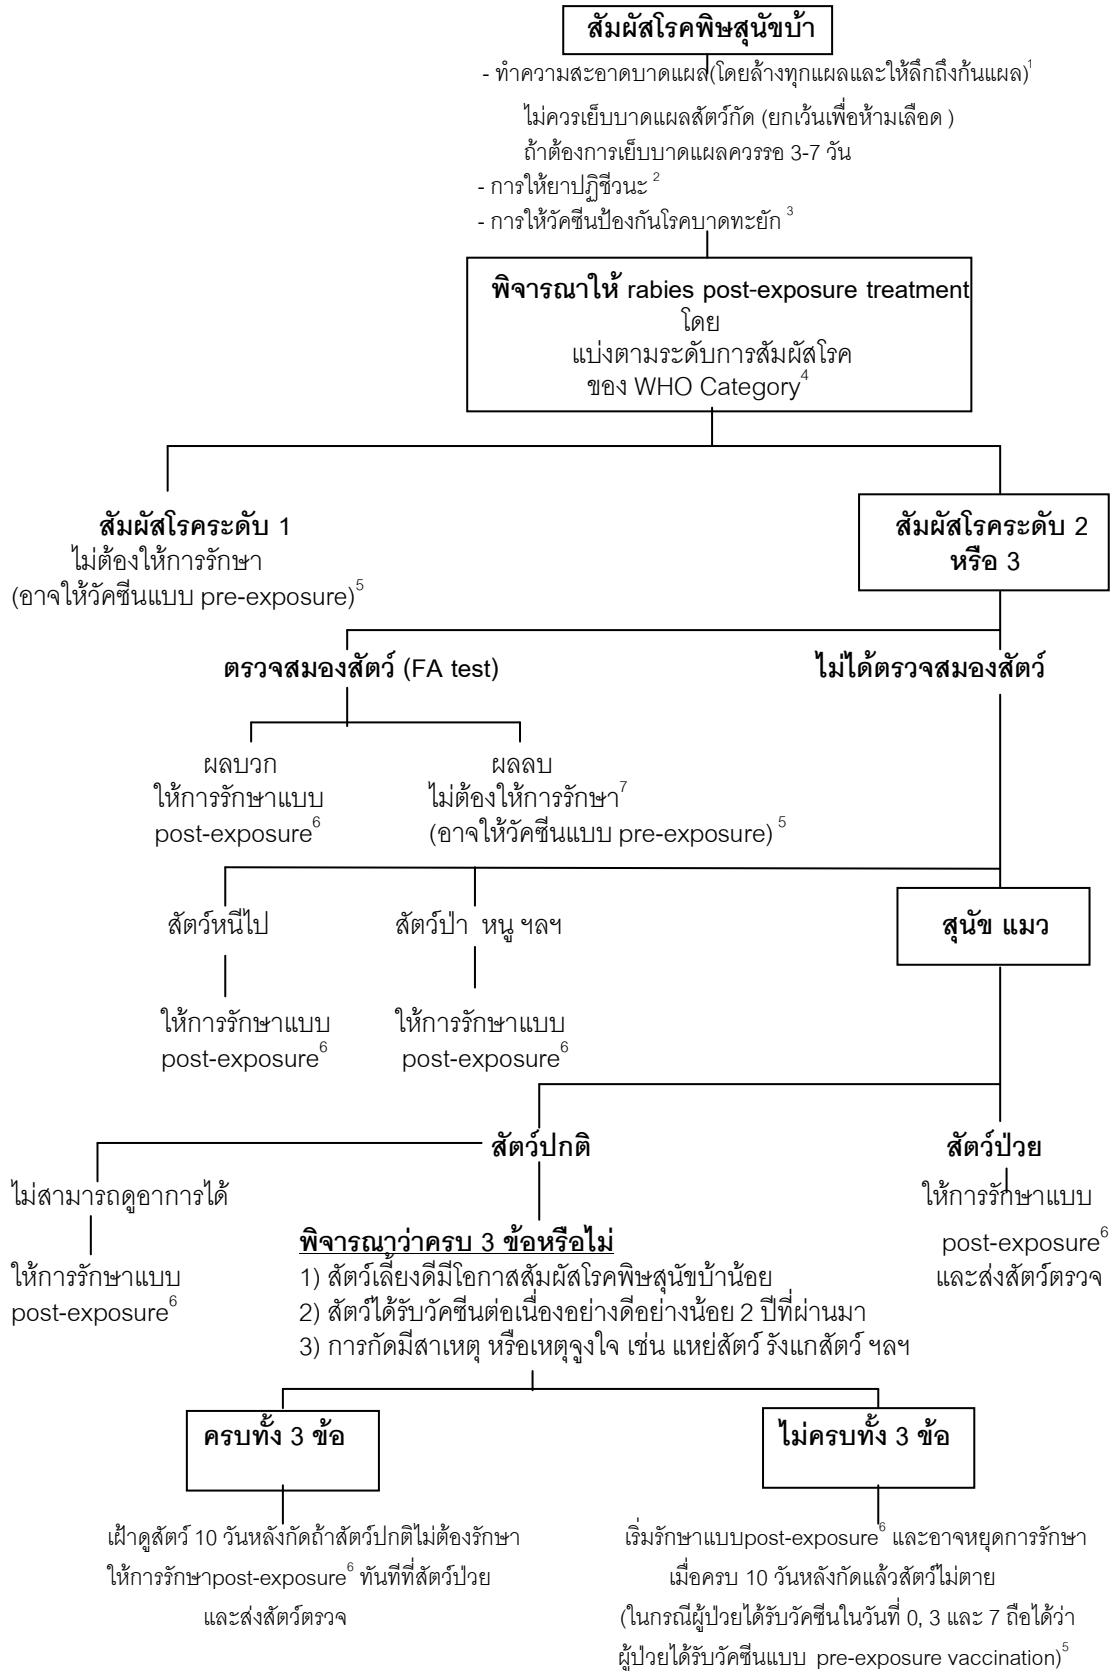 สัมผัสโรคพิษสุนัขบ้า
- ทำความสะอาดบาดแผล(โดยล้างทุกแผลและให้ลึกถึงก้นแผล)1
ไม่ควรเย็บบาดแผลสัตว์กัด (ยกเว้นเพื่อห้ามเลือด )
ถ้าต้องการเย็บบาดแผลควรรอ 3-7 วัน
- การให้ยาปฏิชีวนะ 2
- การให้วัคซีนป้องกันโรคบาดทะยัก 3
พิจารณาให้ rabies post-exposure treatment
โดย
แบ่งตามระดับการสัมผัสโรค
ของ WHO Category4
สัมผัสโรคระดับ 1
ไม่ต้องให้การรักษา
(อาจให้วัคซีนแบบ pre-exposure)5
สัมผัสโรคระดับ 2
หรือ 3
ตรวจสมองสัตว์ (FA test)
ไม่ได้ตรวจสมองสัตว์
ผลบวก
ให้การรักษาแบบ
post-exposure6
ผลลบ
ไม่ต้องให้การรักษา7
(อาจให้วัคซีนแบบ pre-exposure) 5
สัตว์หนีไป
สัตว์ป่า หนู ฯลฯ
สุนัข แมว
ให้การรักษาแบบ
post-exposure6
ให้การรักษาแบบ
post-exposure6
สัตว์ปกติ
สัตว์ป่วย
ไม่สามารถดูอาการได้
ให้การรักษาแบบ
post-exposure6
ให้การรักษาแบบ
post-exposure6
และส่งสัตว์ตรวจ
พิจารณาว่าครบ 3 ข้อหรือไม่
1) สัตว์เลี้ยงดีมีโอกาสสัมผัสโรคพิษสุนัขบ้าน้อย
2) สัตว์ได้รับวัคซีนต่อเนื่องอย่างดีอย่างน้อย 2 ปีที่ผ่านมา
3) การกัดมีสาเหตุ หรือเหตุจูงใจ เช่น แหย่สัตว์ รังแกสัตว์ ฯลฯ
ครบทั้ง 3 ข้อ
ไม่ครบทั้ง 3 ข้อ
เฝ้าดูสัตว์ 10 วันหลังกัดถ้าสัตว์ปกติไม่ต้องรักษา
ให้การรักษาpost-exposure6 ทันทีที่สัตว์ป่วย
และส่งสัตว์ตรวจ
เริ่มรักษาแบบpost-exposure6 และอาจหยุดการรักษา
เมื่อครบ 10 วันหลังกัดแล้วสัตว์ไม่ตาย
(ในกรณีผู้ป่วยได้รับวัคซีนในวันที่ 0, 3 และ 7 ถือได้ว่า
ผู้ป่วยได้รับวัคซีนแบบ pre-exposure vaccination)5